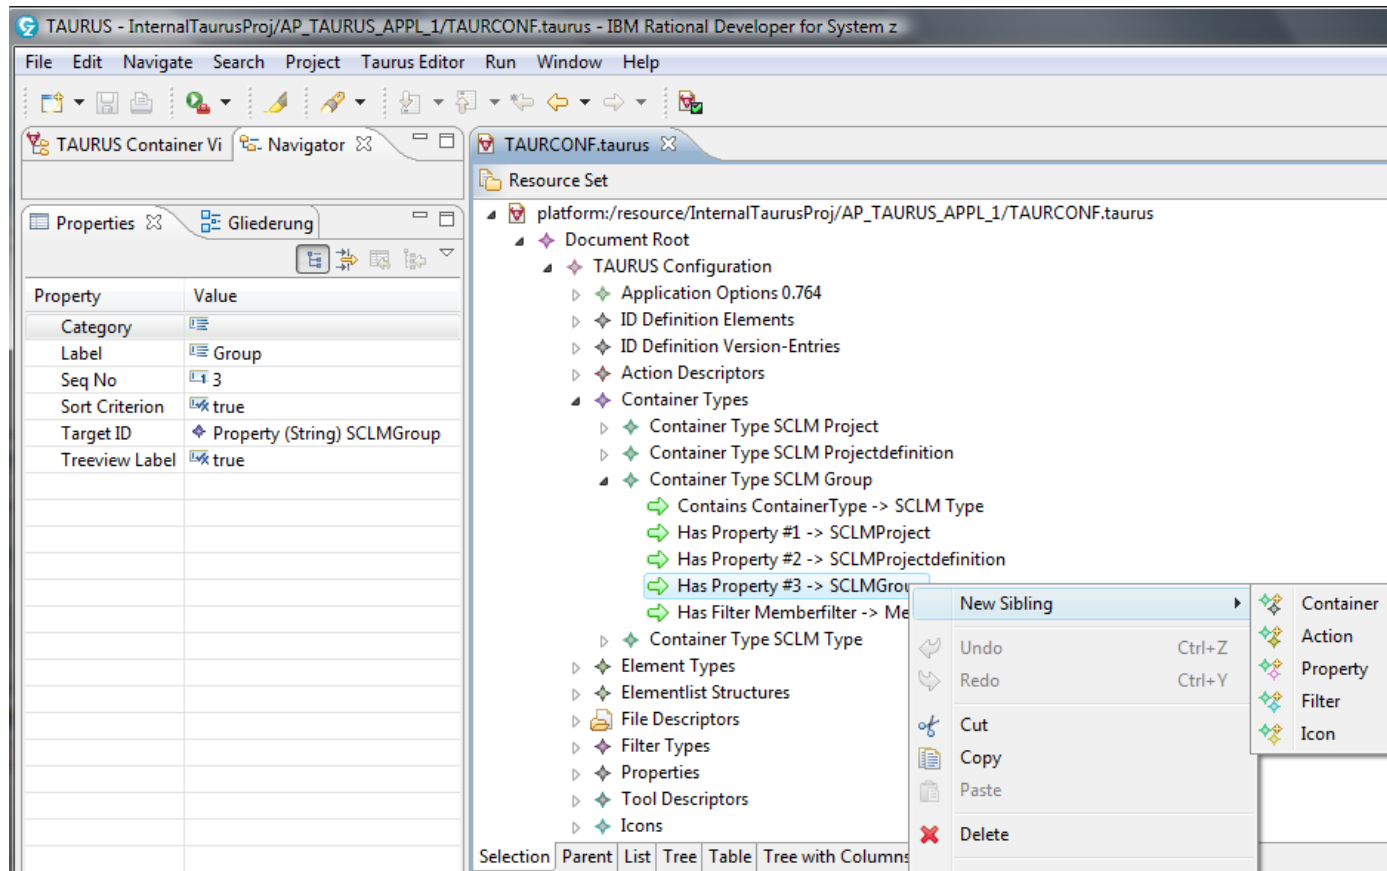 TAURUS - InternalTaurusProj/AP_TAURUS_APPL_1/TAURCONF.taurus - IBM Rational Developer for System z
File Edit Navigate Search Project Taurus Editor Run Window Help
TAURUS Container Vi Navigator
TAURCONF.taurus
Resource Set
Properties Gliederung
Property Value
Category
Label Group
Seq No 3
Sort Criterion true
Target ID Property (String) SCLMGroup
Treeview Label true
platform:/resource/InternalTaurusProj/AP_TAURUS_APPL_1/TAURCONF.taurus
Document Root
TAURUS Configuration
Application Options 0.764
ID Definition Elements
ID Definition Version-Entries
Action Descriptors
Container Types
Container Type SCLM Project
Container Type SCLM Projectdefinition
Container Type SCLM Group
Contains ContainerType -> SCLM Type
Has Property #1 -> SCLMProject
Has Property #2 -> SCLMProjectdefinition
Has Property #3 -> SCLMGrou
Has Filter Memberfilter -> Me
Container Type SCLM Type
Element Types
Elementlist Structures
File Descriptors
Filter Types
Properties
Tool Descriptors
Icons
Selection Parent List Tree Table Tree with Columns
New Sibling
Undo Ctrl+Z
Redo Ctrl+Y
Cut
Copy
Paste
Delete
Container
Action
Property
Filter
Icon